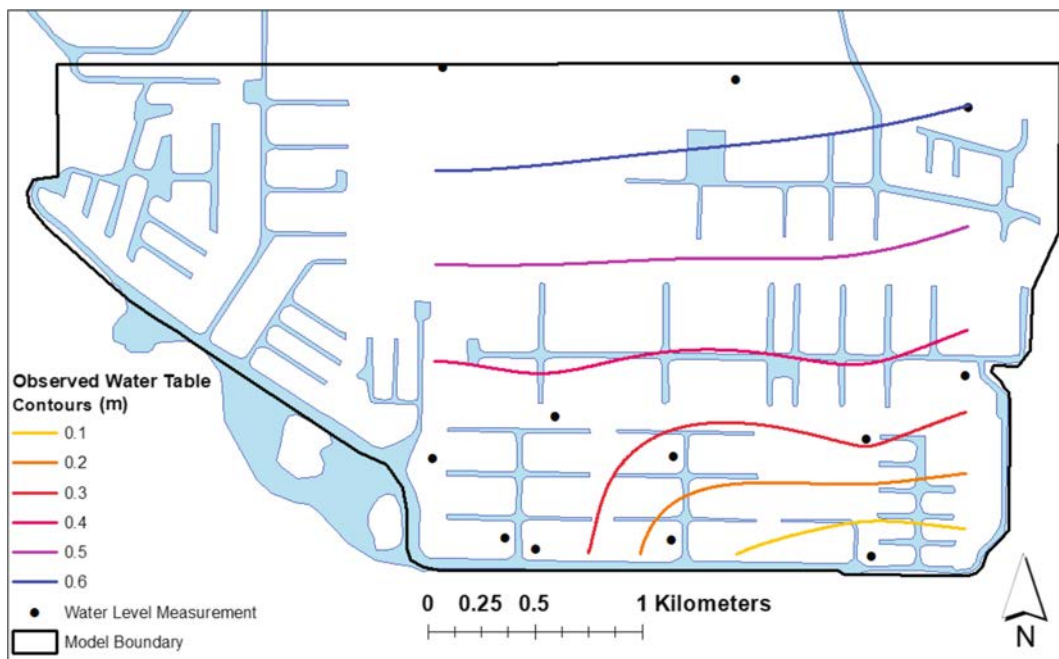 Observed Water Table
Contours (m)
0.1
0.2
0.3
0.4
0.5
0.6
Water Level Measurement
Model Boundary
0 0.25 0.5 1 Kilometers
N